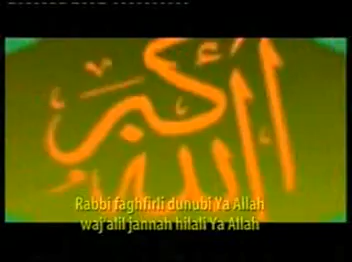 الله
أكبر
Rabbi faghfirli dunubi Ya Allah
waj'alil jannah hilali Ya Allah